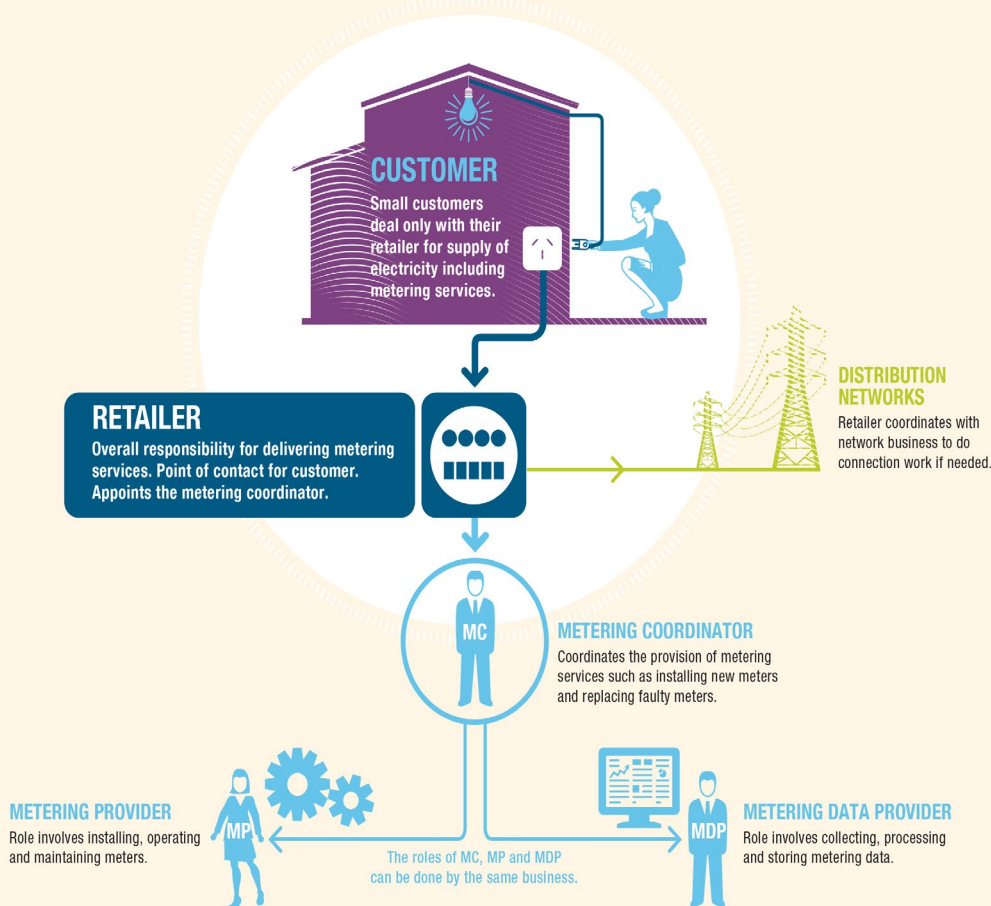 CUSTOMER
Small customers
deal only with their
retailer for supply of
electricity including
metering services.
DISTRIBUTION
NETWORKS
Retailer coordinates with
network business to do
connection work if needed.
RETAILER
Overall responsibility for delivering metering
services. Point of contact for customer.
Appoints the metering coordinator.
MC
METERING COORDINATOR
Coordinates the provision of metering
services such as installing new meters
and replacing faulty meters.
METERING PROVIDER
Role involves installing, operating
and maintaining meters.
MP
The roles of MC, MP and MDP
can be done by the same business.
MDP
METERING DATA PROVIDER
Role involves collecting, processing
and storing metering data.